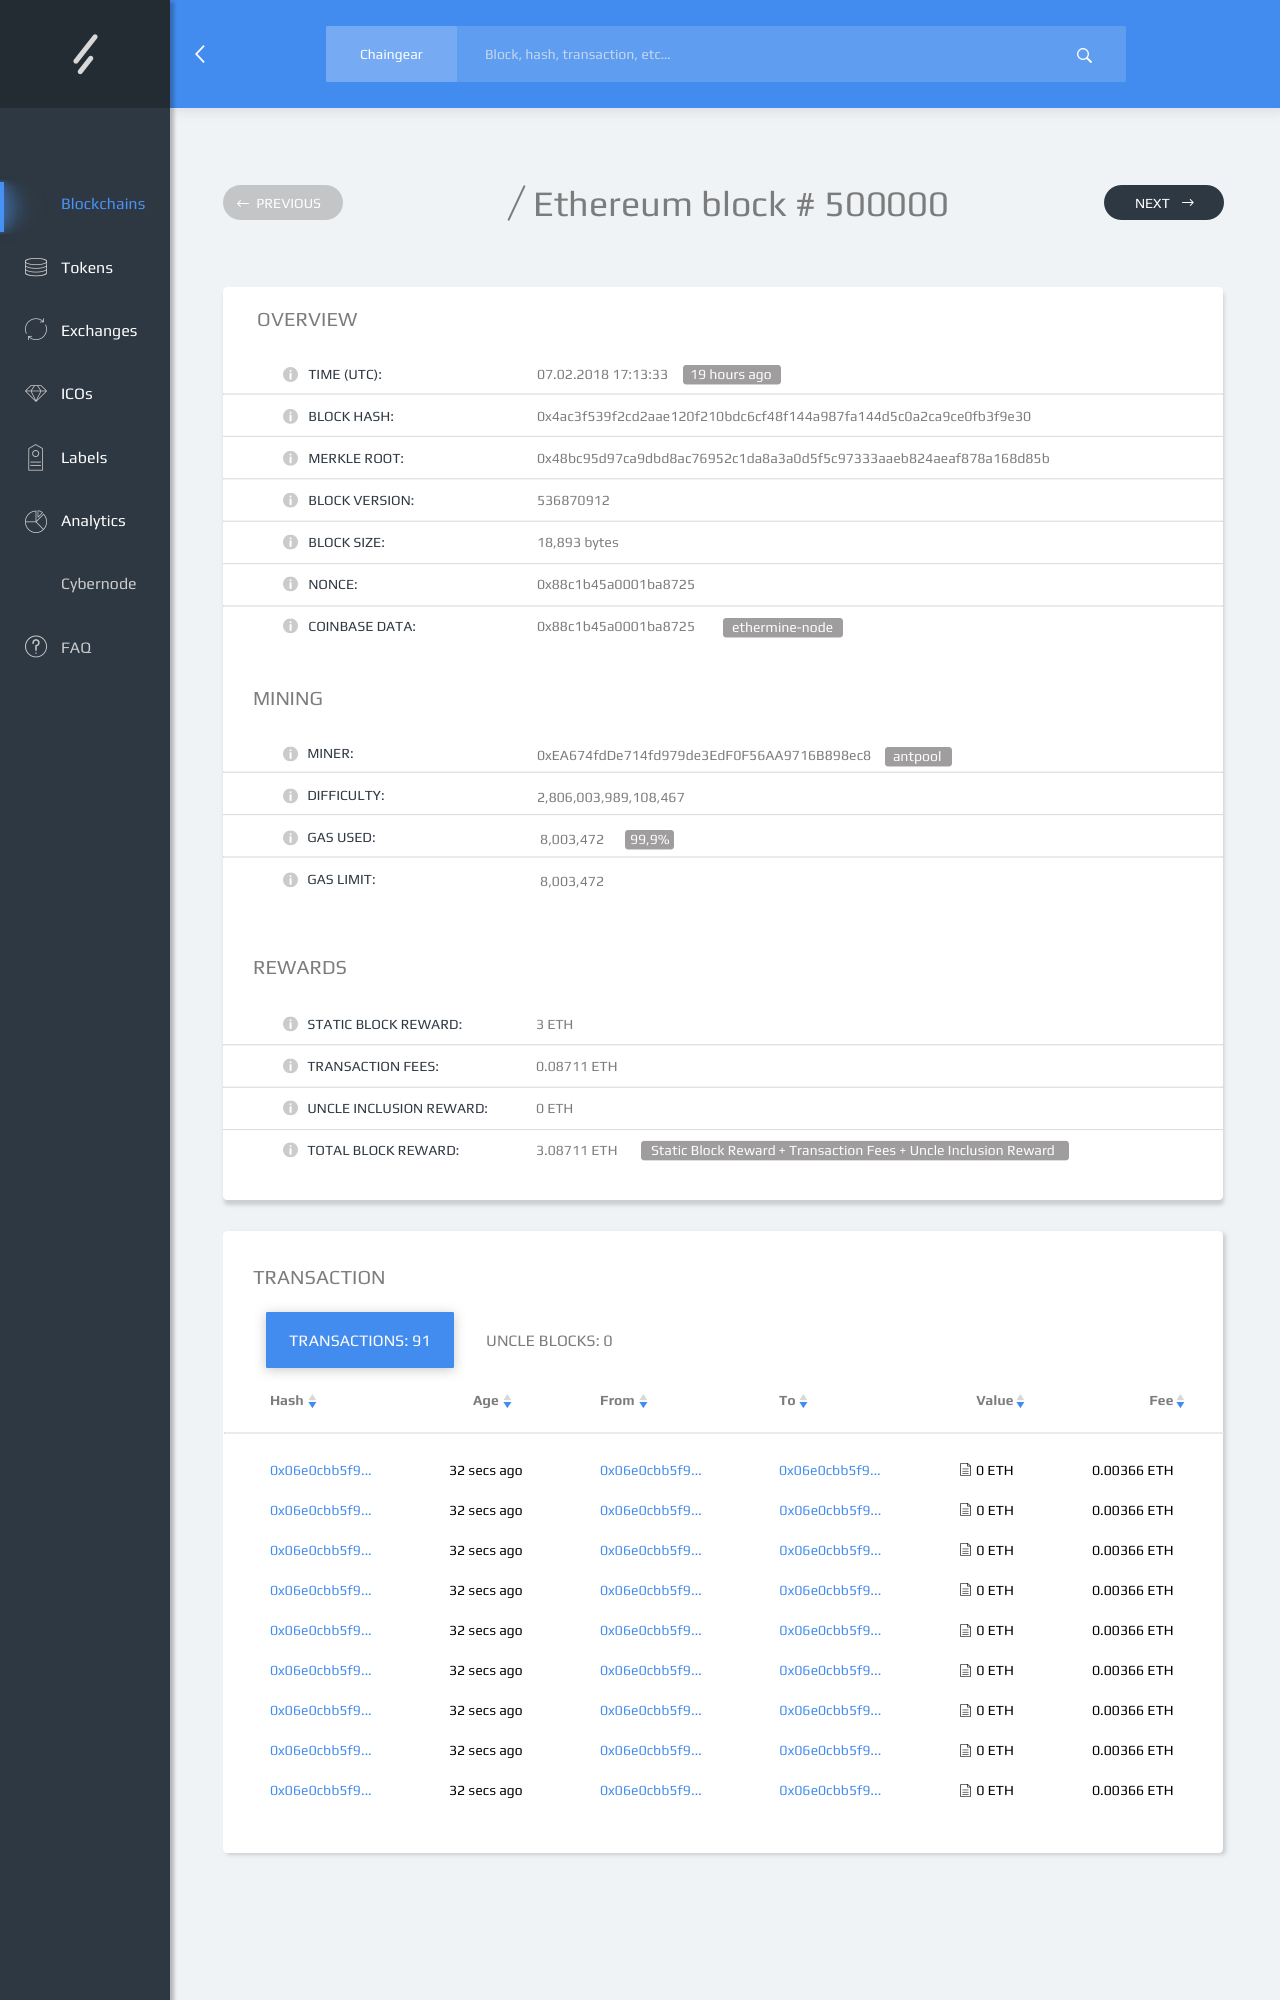 Chaingear Block, hash, transaction, etc...
Blockchains
Tokens
Exchanges
ICOs
Labels
Analytics
Cybernode
FAQ
← PREVIOUS / Ethereum block # 500000 NEXT →
OVERVIEW
TIME (UTC): 07.02.2018 17:13:33 19 hours ago
BLOCK HASH: 0x4ac3f539f2cd2aae120f210bdc6cf48f144a987fa144d5c0a2ca9ce0fb3f9e30
MERKLE ROOT: 0x48bc95d97ca9dbd8ac76952c1da8a3a0d5f5c97333aaeb824aeaf878a168d85b
BLOCK VERSION: 536870912
BLOCK SIZE: 18,893 bytes
NONCE: 0x88c1b45a0001ba8725
COINBASE DATA: 0x88c1b45a0001ba8725 ethermine-node
MINING
MINER: 0xEA674fdDe714fd979de3EdF0F56AA9716B898ec8 antpool
DIFFICULTY: 2,806,003,989,108,467
GAS USED: 8,003,472 99,9%
GAS LIMIT: 8,003,472
REWARDS
STATIC BLOCK REWARD: 3 ETH
TRANSACTION FEES: 0.08711 ETH
UNCLE INCLUSION REWARD: 0 ETH
TOTAL BLOCK REWARD: 3.08711 ETH Static Block Reward + Transaction Fees + Uncle Inclusion Reward
TRANSACTION
TRANSACTIONS: 91 UNCLE BLOCKS: 0
Hash Age From To Value Fee
0x06e0cbb5f9... 32 secs ago 0x06e0cbb5f9... 0x06e0cbb5f9... 0 ETH 0.00366 ETH
0x06e0cbb5f9... 32 secs ago 0x06e0cbb5f9... 0x06e0cbb5f9... 0 ETH 0.00366 ETH
0x06e0cbb5f9... 32 secs ago 0x06e0cbb5f9... 0x06e0cbb5f9... 0 ETH 0.00366 ETH
0x06e0cbb5f9... 32 secs ago 0x06e0cbb5f9... 0x06e0cbb5f9... 0 ETH 0.00366 ETH
0x06e0cbb5f9... 32 secs ago 0x06e0cbb5f9... 0x06e0cbb5f9... 0 ETH 0.00366 ETH
0x06e0cbb5f9... 32 secs ago 0x06e0cbb5f9... 0x06e0cbb5f9... 0 ETH 0.00366 ETH
0x06e0cbb5f9... 32 secs ago 0x06e0cbb5f9... 0x06e0cbb5f9... 0 ETH 0.00366 ETH
0x06e0cbb5f9... 32 secs ago 0x06e0cbb5f9... 0x06e0cbb5f9... 0 ETH 0.00366 ETH
0x06e0cbb5f9... 32 secs ago 0x06e0cbb5f9... 0x06e0cbb5f9... 0 ETH 0.00366 ETH